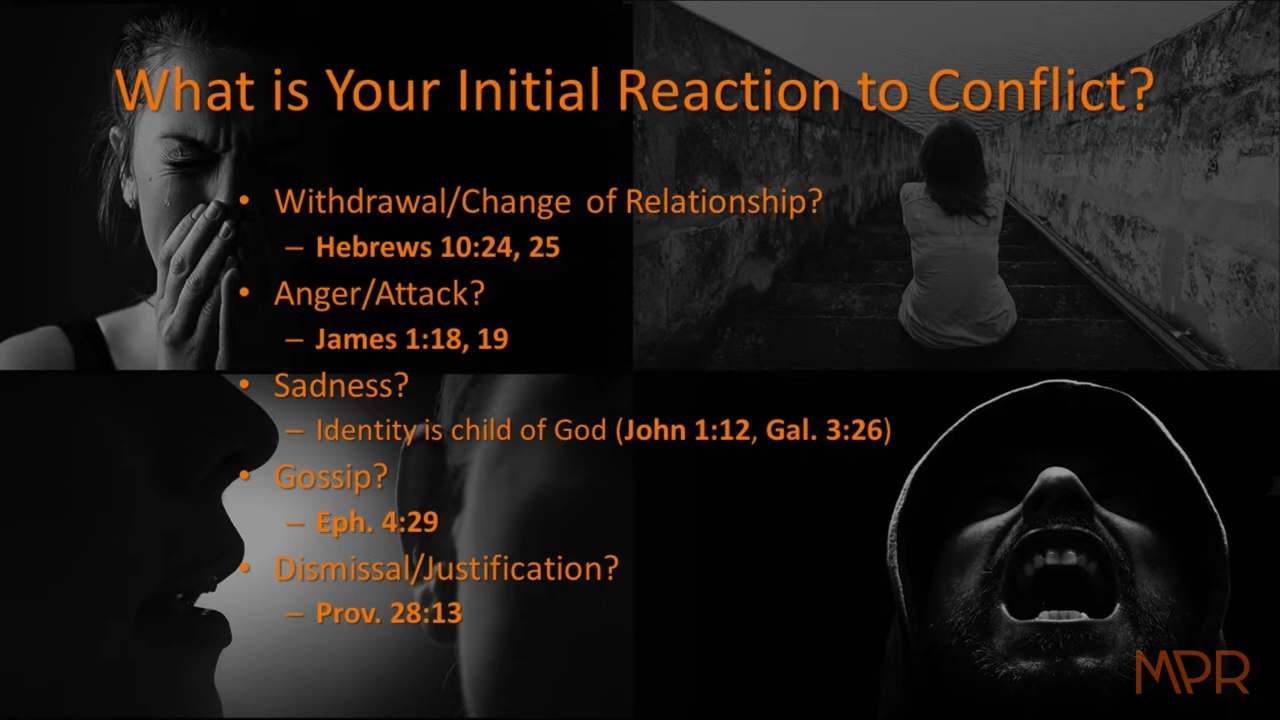 What is Your Initial Reaction to Conflict?
• Withdrawal/Change of Relationship?
– Hebrews 10:24, 25
• Anger/Attack?
– James 1:18, 19
• Sadness?
– Identity is child of God (John 1:12, Gal. 3:26)
• Gossip?
– Eph. 4:29
• Dismissal/Justification?
– Prov. 28:13
MPR